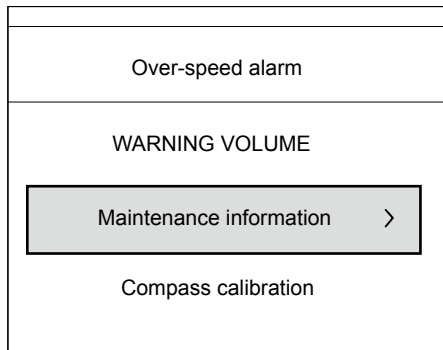 Over-speed alarm
WARNING VOLUME
Maintenance information
Compass calibration